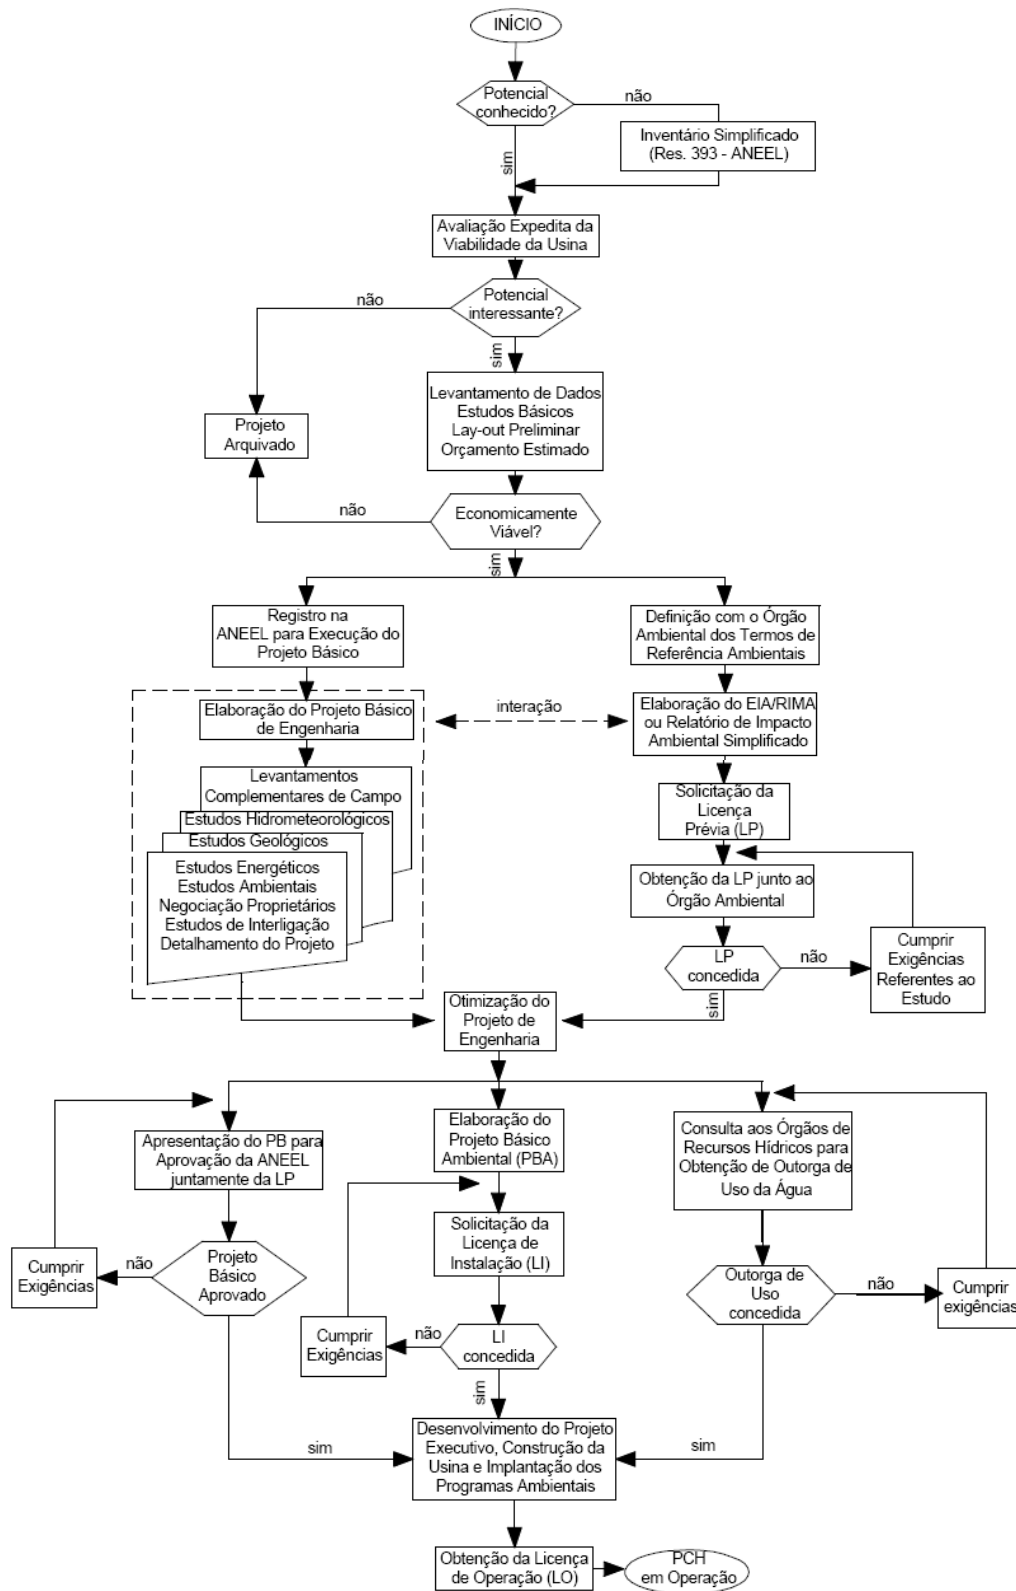 INÍCIO
Potencial
conhecido?
não
Inventário Simplificado
(Res. 393 - ANEEL)
sim
Avaliação Expedita da
Viabilidade da Usina
Potencial
interessante?
não
sim
Levantamento de Dados
Estudos Básicos
Lay-out Preliminar
Orçamento Estimado
Projeto
Arquivado
não
Economicamente
Viável?
sim
Registro na
ANEEL para Execução do
Projeto Básico
Definição com o Órgão
Ambiental dos Termos de
Referência Ambientais
Elaboração do Projeto Básico
de Engenharia
interação
Elaboração do EIA/RIMA
ou Relatório de Impacto
Ambiental Simplificado
Levantamentos
Complementares de Campo
Estudos Hidrometeorológicos
Estudos Geológicos
Estudos Energéticos
Estudos Ambientais
Negociação Proprietários
Estudos de Interligação
Detalhamento do Projeto
Solicitação da
Licença
Prévia (LP)
Obtenção da LP junto ao
Órgão Ambiental
LP
concedida
não
Cumprir
Exigências
Referentes ao
Estudo
sim
Otimização do
Projeto de
Engenharia
Apresentação do PB para
Aprovação da ANEEL
juntamente da LP
Elaboração do
Projeto Básico
Ambiental (PBA)
Consulta aos Órgãos de
Recursos Hídricos para
Obtenção de Outorga de
Uso da Água
Solicitação da
Licença de
Instalação (LI)
Cumprir
Exigências
não
Projeto
Básico
Aprovado
Outorga de
Uso
concedida
não
Cumprir
exigências
Cumprir
Exigências
não
LI
concedida
sim
sim
Desenvolvimento do Projeto
Executivo, Construção da
Usina e Implantação dos
Programas Ambientais
sim
Obtenção da Licença
de Operação (LO)
PCH
em Operação